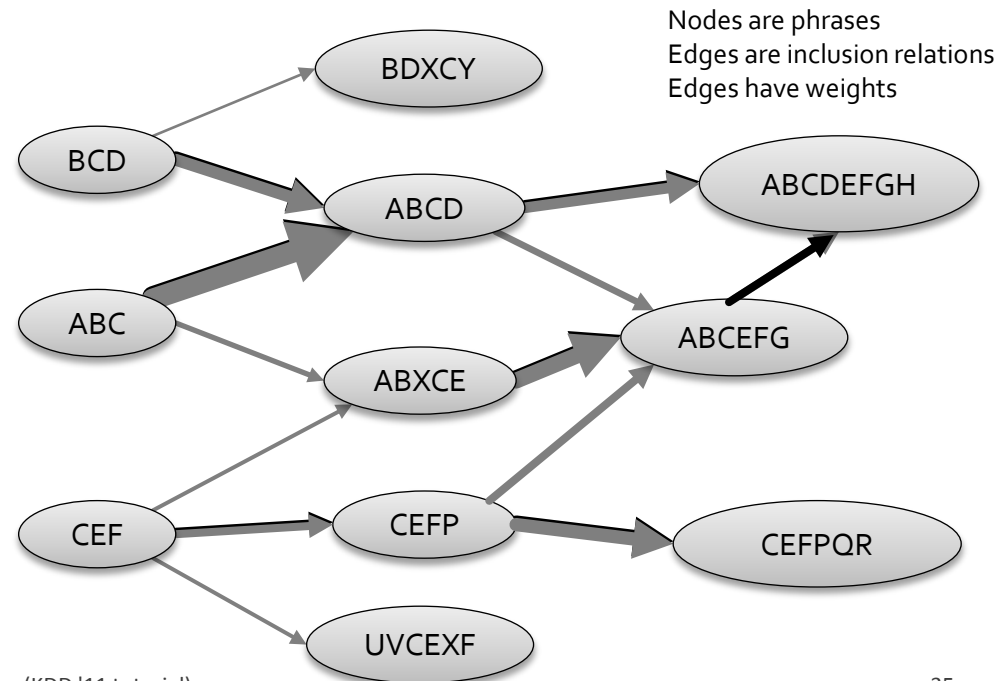 Nodes are phrases
Edges are inclusion relations
Edges have weights
BDXCY
BCD
ABCD
ABCDEFGH
ABC
ABXCE
ABCEFG
CEF
CEFP
CEFPQR
UVCEXF